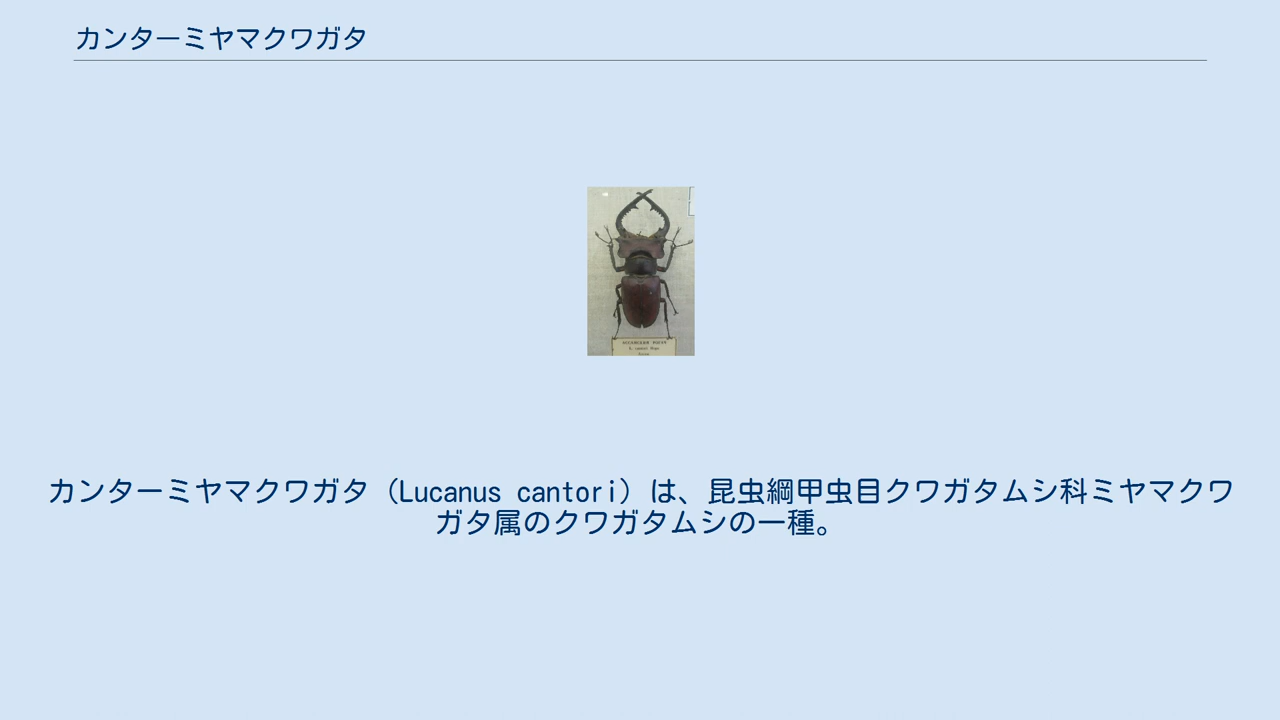 カンターミヤマクワガタ
カンターミヤマクワガタ（Lucanus cantori）は、昆虫綱甲虫目クワガタムシ科ミヤマクワ
ガタ属のクワガタムシの一種。